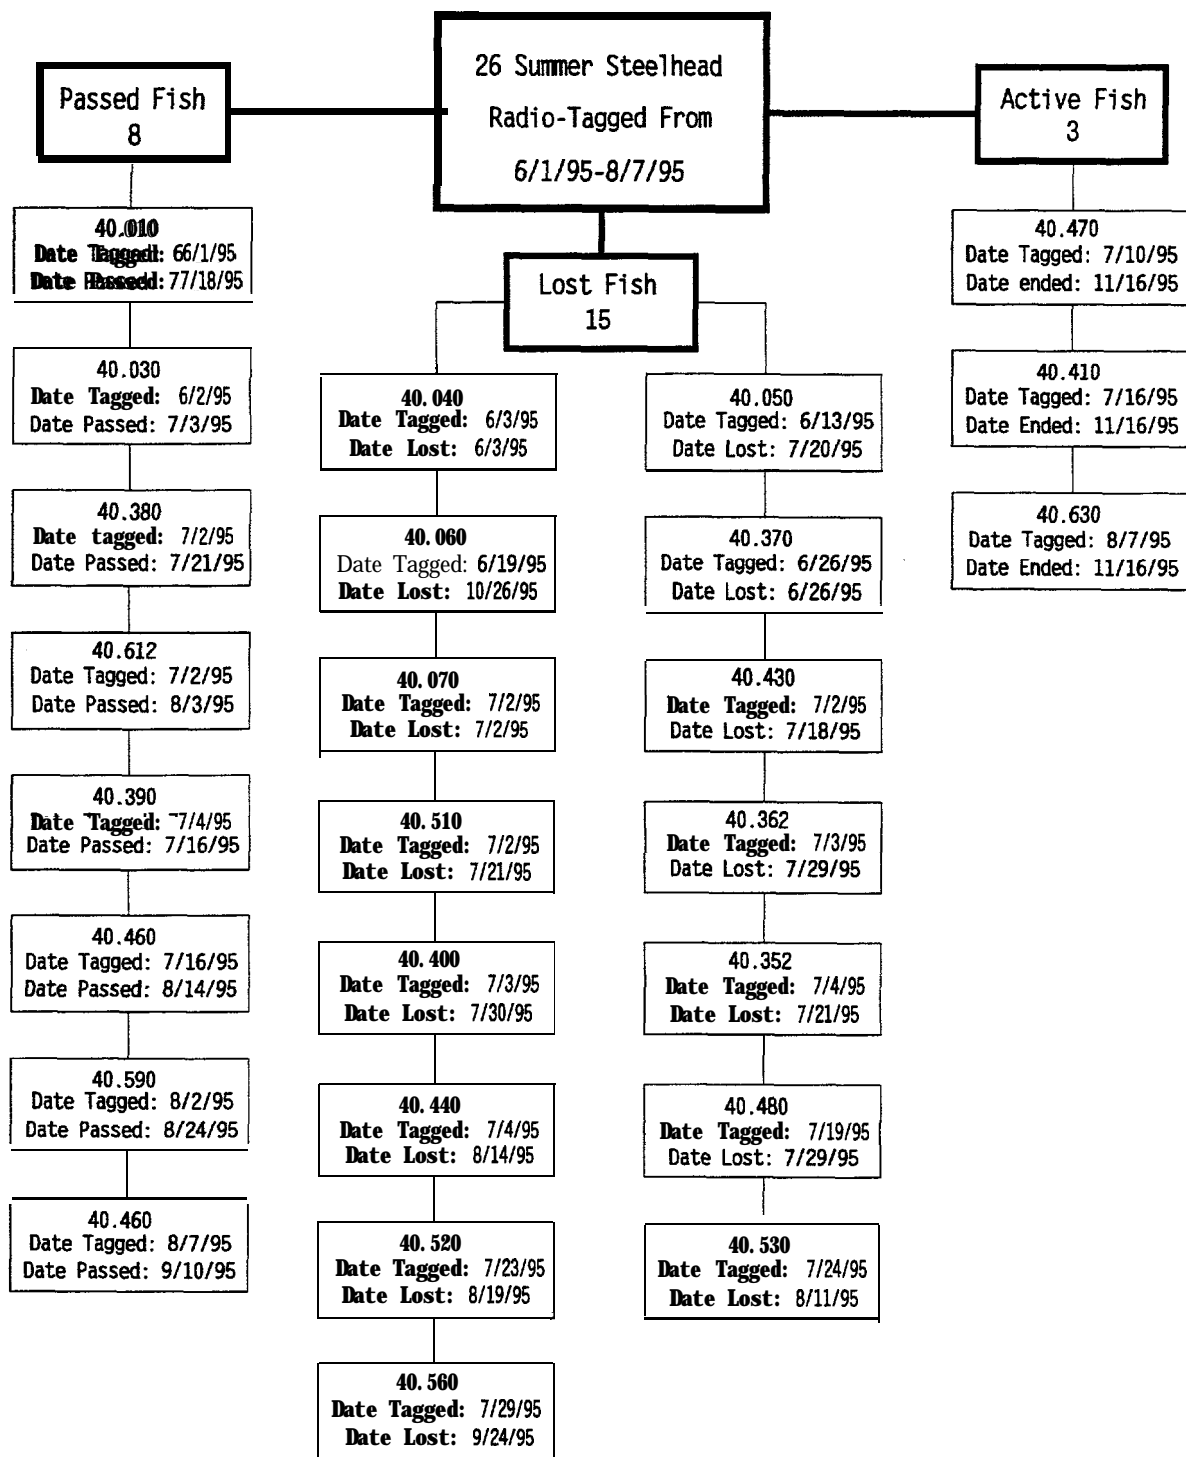 26 Summer Steelhead
Radio-Tagged From
6/1/95-8/7/95
Passed Fish
8
40.010
Date Tagged: 6/1/95
Date Passed: 7/18/95
40.030
Date Tagged: 6/2/95
Date Passed: 7/3/95
40.380
Date tagged: 7/2/95
Date Passed: 7/21/95
40.612
Date Tagged: 7/2/95
Date Passed: 8/3/95
40.390
Date Tagged: 7/4/95
Date Passed: 7/16/95
40.460
Date Tagged: 7/16/95
Date Passed: 8/14/95
40.590
Date Tagged: 8/2/95
Date Passed: 8/24/95
40.460
Date Tagged: 8/7/95
Date Passed: 9/10/95
Lost Fish
15
40.040
Date Tagged: 6/3/95
Date Lost: 6/3/95
40.060
Date Tagged: 6/19/95
Date Lost: 10/26/95
40.070
Date Tagged: 7/2/95
Date Lost: 7/2/95
40.510
Date Tagged: 7/2/95
Date Lost: 7/21/95
40.400
Date Tagged: 7/3/95
Date Lost: 7/30/95
40.440
Date Tagged: 7/4/95
Date Lost: 8/14/95
40.520
Date Tagged: 7/23/95
Date Lost: 8/19/95
40.560
Date Tagged: 7/29/95
Date Lost: 9/24/95
40.050
Date Tagged: 6/13/95
Date Lost: 7/20/95
40.370
Date Tagged: 6/26/95
Date Lost: 6/26/95
40.430
Date Tagged: 7/2/95
Date Lost: 7/18/95
40.362
Date Tagged: 7/3/95
Date Lost: 7/29/95
40.352
Date Tagged: 7/4/95
Date Lost: 7/21/95
40.480
Date Tagged: 7/19/95
Date Lost: 7/29/95
40.530
Date Tagged: 7/24/95
Date Lost: 8/11/95
Active Fish
3
40.470
Date Tagged: 7/10/95
Date ended: 11/16/95
40.410
Date Tagged: 7/16/95
Date Ended: 11/16/95
40.630
Date Tagged: 8/7/95
Date Ended: 11/16/95